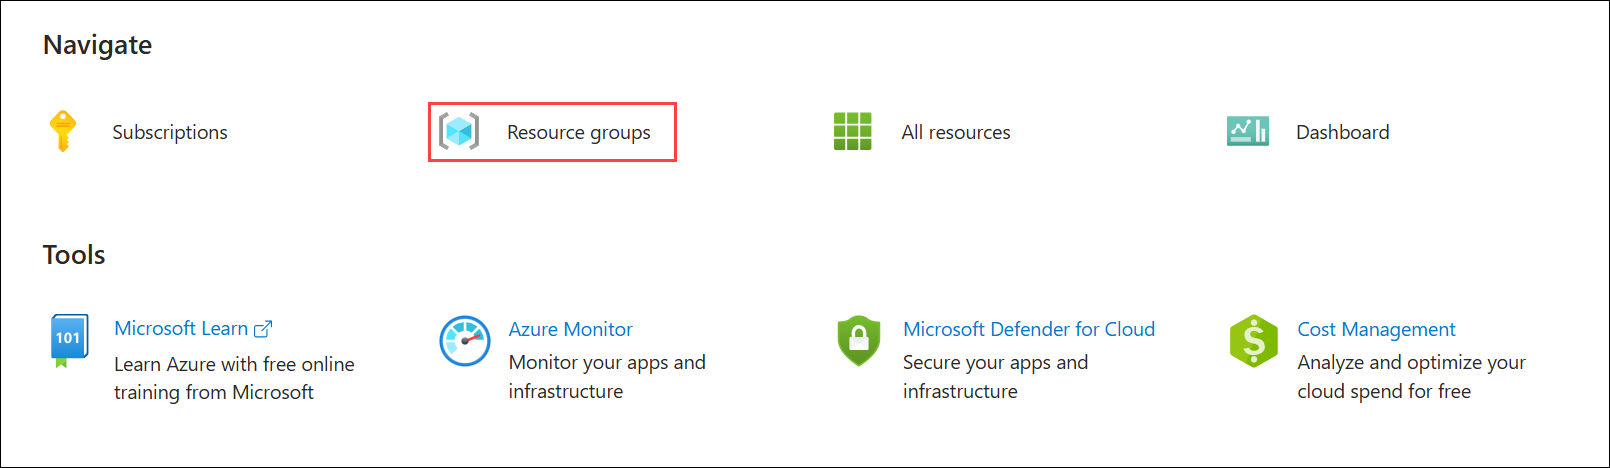 Navigate
Subscriptions
Resource groups
All resources
Dashboard
Tools
101
Microsoft Learn
Learn Azure with free online
training from Microsoft
Azure Monitor
Monitor your apps and
infrastructure
Microsoft Defender for Cloud
Secure your apps and
infrastructure
$
Cost Management
Analyze and optimize your
cloud spend for free